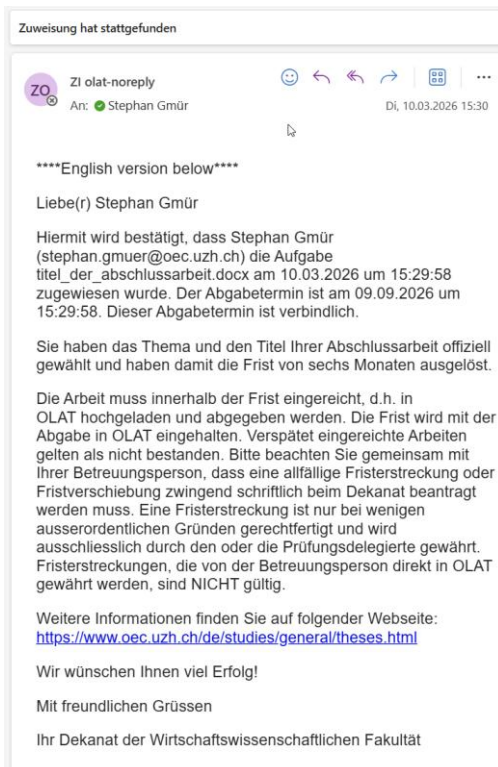 Zuweisung hat stattgefunden
ZO
ZI olat-noreply
An: Stephan Gmür
Di, 10.03.2026 15:30
****English version below****
Liebe(r) Stephan Gmür
Hiermit wird bestätigt, dass Stephan Gmür
(stephan.gmuer@oec.uzh.ch) die Aufgabe
titel_der_abschlussarbeit.docx am 10.03.2026 um 15:29:58
zugewiesen wurde. Der Abgabetermin ist am 09.09.2026 um
15:29:58. Dieser Abgabetermin ist verbindlich.
Sie haben das Thema und den Titel Ihrer Abschlussarbeit offiziell
gewählt und haben damit die Frist von sechs Monaten ausgelöst.
Die Arbeit muss innerhalb der Frist eingereicht, d.h. in
OLAT hochgeladen und abgegeben werden. Die Frist wird mit der
Abgabe in OLAT eingehalten. Verspätet eingereichte Arbeiten
gelten als nicht bestanden. Bitte beachten Sie gemeinsam mit
Ihrer Betreuungsperson, dass eine allfällige Fristerstreckung oder
Fristverschiebung zwingend schriftlich beim Dekanat beantragt
werden muss. Eine Fristerstreckung ist nur bei wenigen
ausserordentlichen Gründen gerechtfertigt und wird
ausschliesslich durch den oder die Prüfungsdelegierte gewährt.
Fristerstreckungen, die von der Betreuungsperson direkt in OLAT
gewährt werden, sind NICHT gültig.
Weitere Informationen finden Sie auf folgender Webseite:
https://www.oec.uzh.ch/de/studies/general/theses.html
Wir wünschen Ihnen viel Erfolg!
Mit freundlichen Grüssen
Ihr Dekanat der Wirtschaftswissenschaftlichen Fakultät